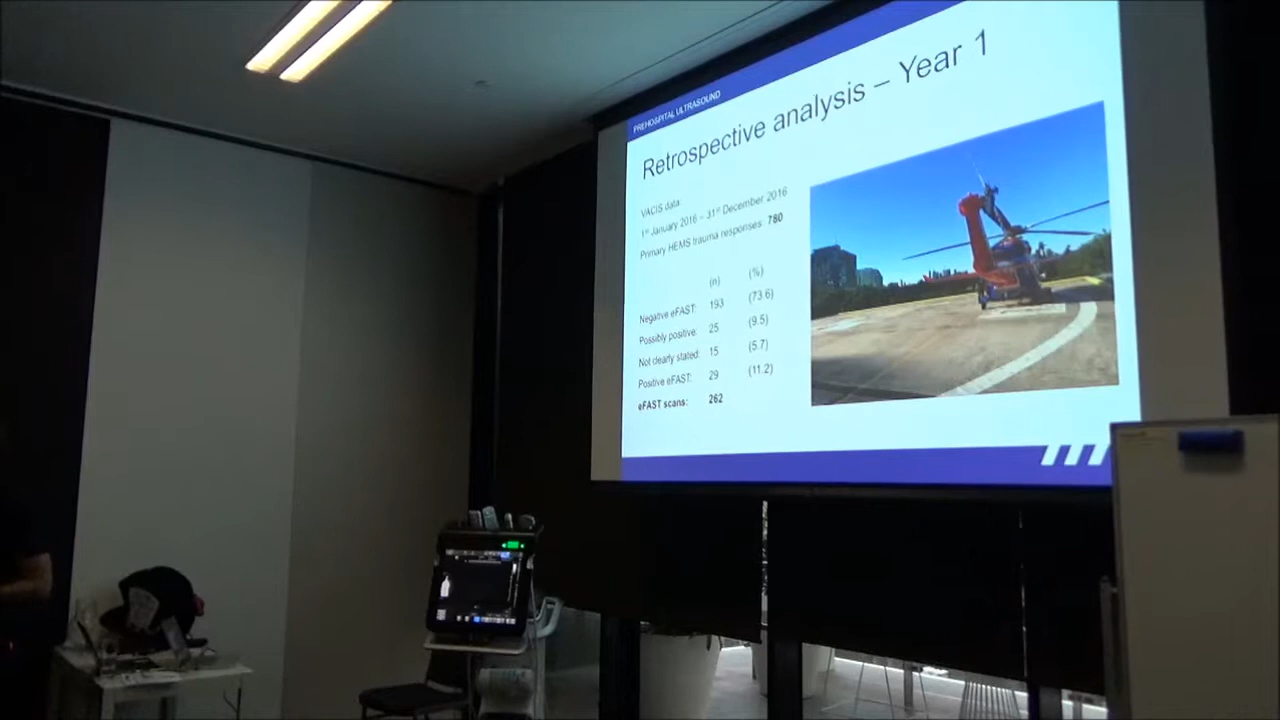 PREHOSPITAL ULTRASOUND
Retrospective analysis – Year 1
VACIS data:
1st January 2016 – 31st December 2016
Primary HEMS trauma responses: 780
(n) (%)
Negative eFAST: 193 (73.6)
Possibly positive: 25 (9.5)
Not clearly stated: 15 (5.7)
Positive eFAST: 29 (11.2)
eFAST scans: 262